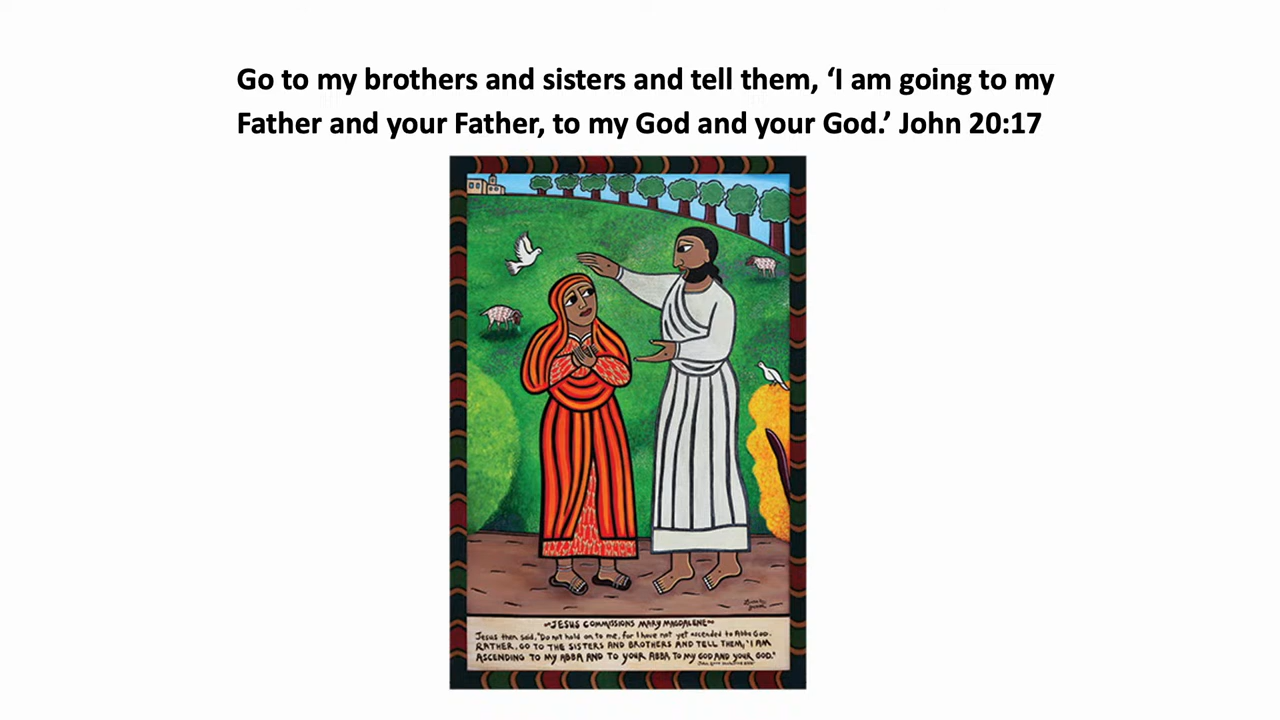 Go to my brothers and sisters and tell them, ‘I am going to my
Father and your Father, to my God and your God.’ John 20:17
"JESUS COMMISSIONS MARY MAGDALENE"
Jesus then said, "Do not hold on to me, for I have not yet ascended to Abba God.
RATHER, GO TO THE SISTERS AND BROTHERS AND TELL THEM, 'I AM
ASCENDING TO MY ABBA AND TO YOUR ABBA TO MY GOD AND YOUR GOD.'"